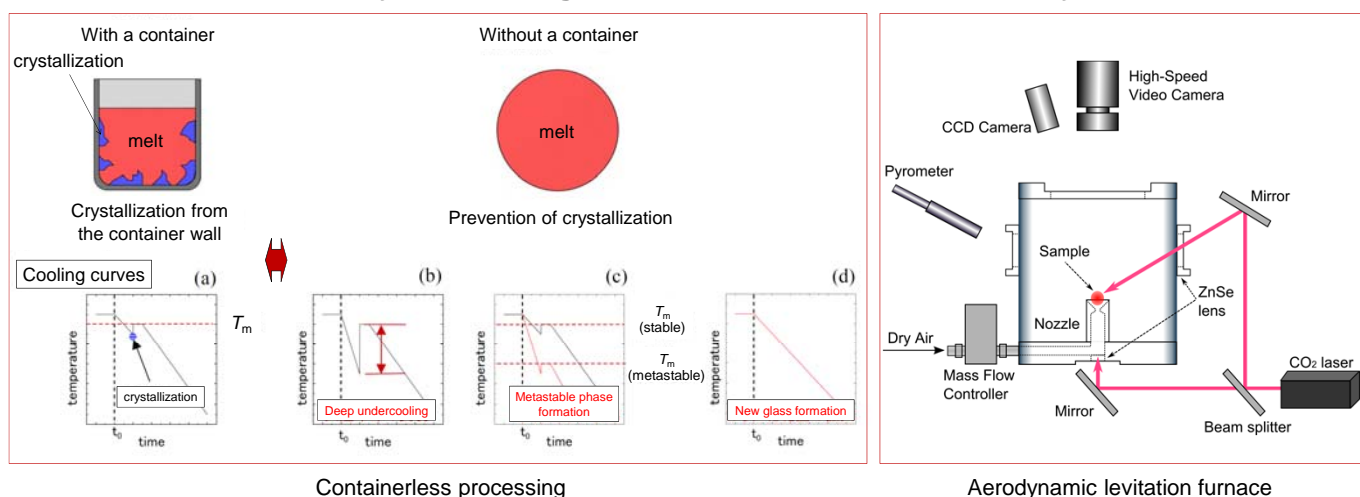 With a container
crystallization
melt
Crystallization from
the container wall
Without a container
melt
Prevention of crystallization
Cooling curves
(a)
temperature
Tm
crystallization
t0
time
(b)
temperature
Deep undercooling
t0
time
(c)
temperature
Tm
(stable)
Tm
(metastable)
Metastable phase
formation
t0
time
(d)
temperature
New glass formation
t0
time
Containerless processing
High-Speed
Video Camera
CCD Camera
Pyrometer
Mirror
Sample
ZnSe
lens
Nozzle
Dry Air
Mass Flow
Controller
CO2 laser
Mirror
Beam splitter
Aerodynamic levitation furnace